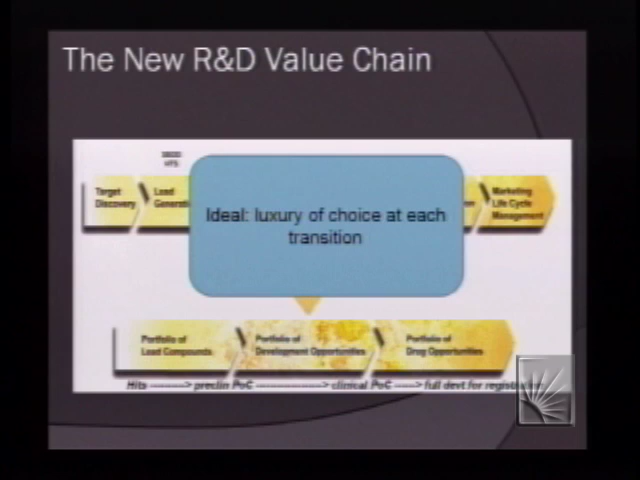 The New R&D Value Chain
SBDD
HTS
Target
Discovery
Lead
Ideal: luxury of choice at each
transition
Marketing
Life Cycle
Management
Portfolio of
Lead Compounds
Portfolio of
Development Opportunities
Portfolio of
Drug Opportunities
Hits ---------> preclin PoC ---------------> clinical PoC -----> full devt for